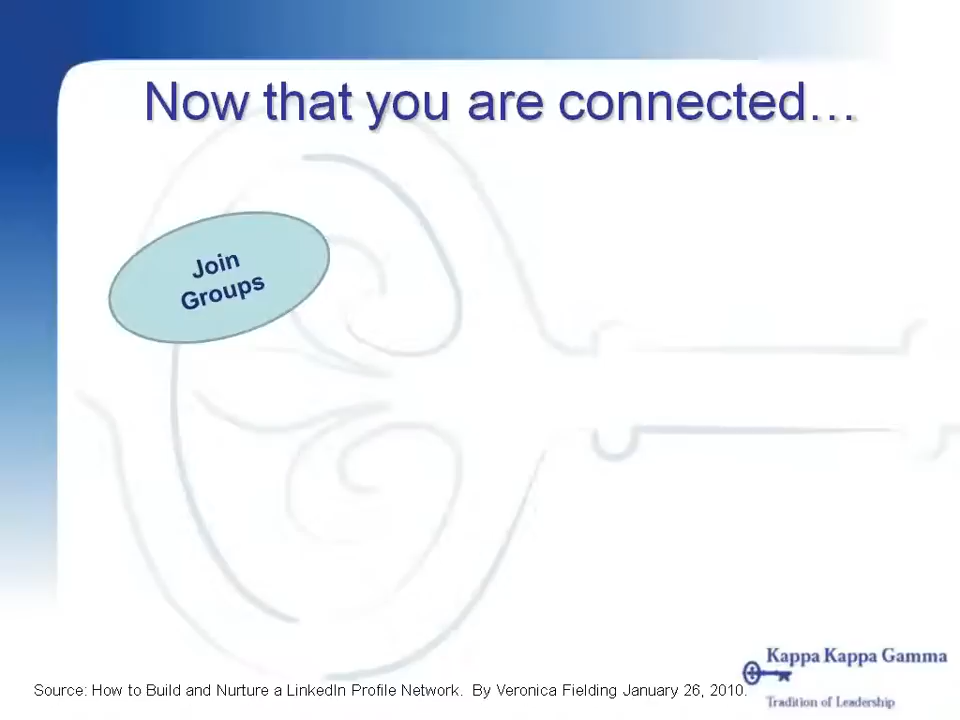 Now that you are connected…
Join
Groups
Kappa Kappa Gamma
Source: How to Build and Nurture a LinkedIn Profile Network. By Veronica Fielding January 26, 2010.
Tradition of Leadership